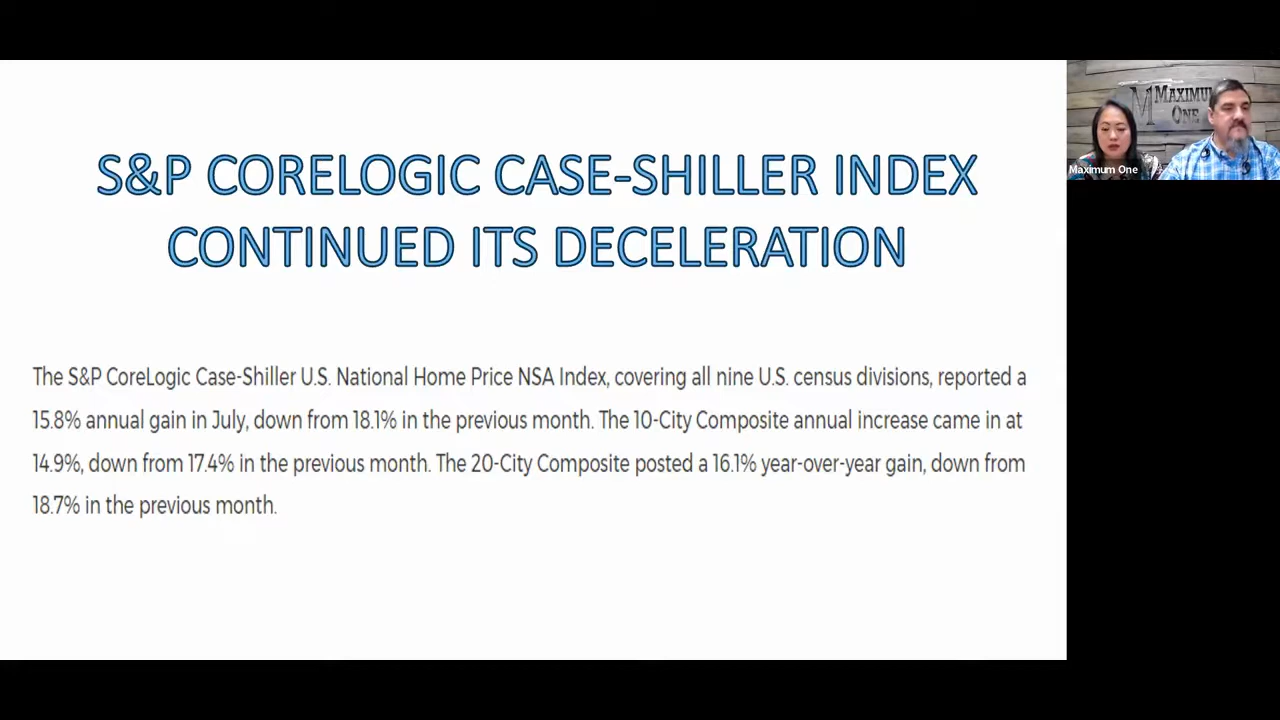 S&P CORELOGIC CASE-SHILLER INDEX
CONTINUED ITS DECELERATION
The S&P CoreLogic Case-Shiller U.S. National Home Price NSA Index, covering all nine U.S. census divisions, reported a
15.8% annual gain in July, down from 18.1% in the previous month. The 10-City Composite annual increase came in at
14.9%, down from 17.4% in the previous month. The 20-City Composite posted a 16.1% year-over-year gain, down from
18.7% in the previous month.
MAXIMUM
ONE
Maximum One